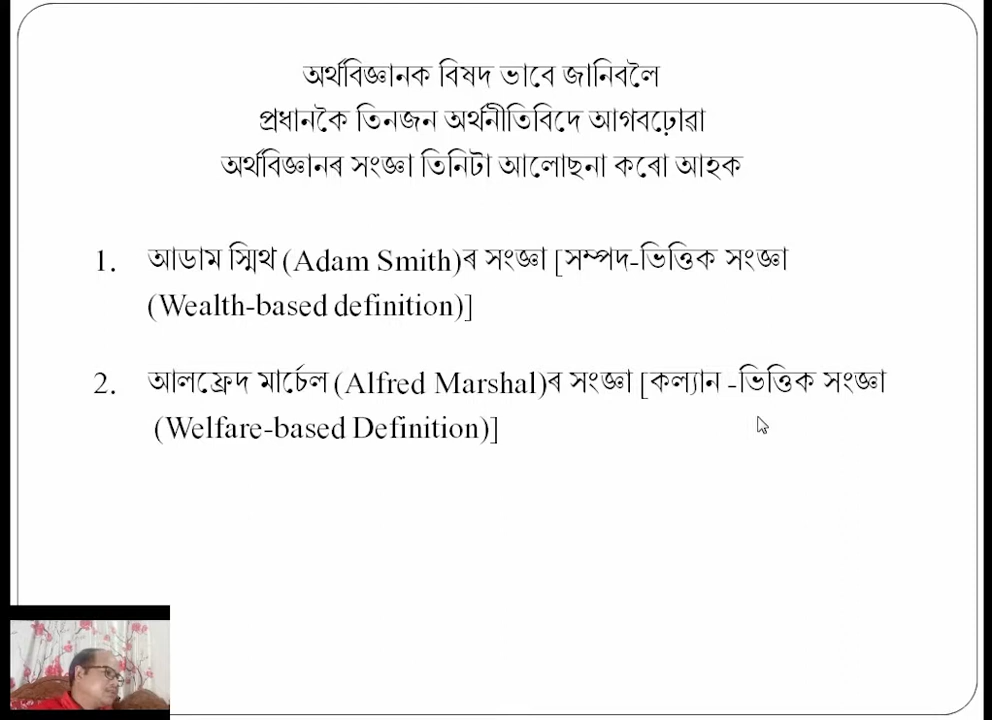 অৰ্থবিজ্ঞানক বিষদ ভাবে জানিবলৈ
প্ৰধানকৈ তিনজন অৰ্থনীতিবিদে আগবঢ়োৱা
অৰ্থবিজ্ঞানৰ সংজ্ঞা তিনিটা আলোছনা কৰো আহক
1. আডাম স্মিথ (Adam Smith)ৰ সংজ্ঞা [সম্পদ-ভিত্তিক সংজ্ঞা
(Wealth-based definition)]
2. আলফ্ৰেদ মাৰ্চেল (Alfred Marshal)ৰ সংজ্ঞা [কল্যান -ভিত্তিক সংজ্ঞা
(Welfare-based Definition)]